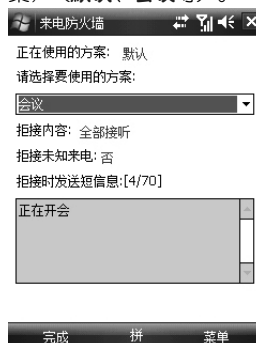 来电防火墙
正在使用的方案: 默认
请选择要使用的方案:
会议
拒接内容: 全部接听
拒接未知来电: 否
拒接时发送短信息:[4/70]
正在开会
完成 拼 菜单